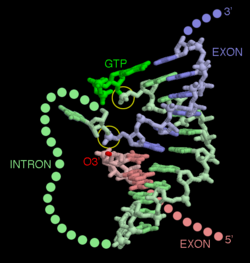 3'
EXON
GTP
INTRON
O3
EXON
5'